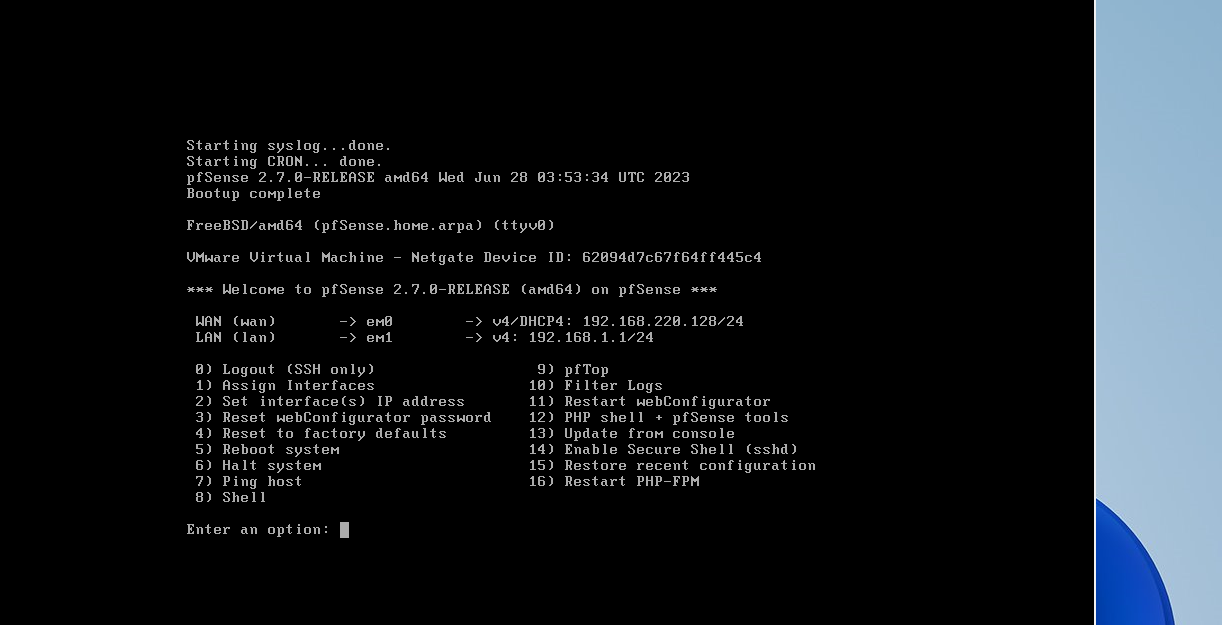 Starting syslog...done.
Starting CRON... done.
pfSense 2.7.0-RELEASE amd64 Wed Jun 28 03:53:34 UTC 2023
Bootup complete
FreeBSD/amd64 (pfSense.home.arpa) (ttyv0)
VMware Virtual Machine - Netgate Device ID: 62094d7c67f64ff445c4
*** Welcome to pfSense 2.7.0-RELEASE (amd64) on pfSense ***
WAN (wan) -> em0 -> v4/DHCP4: 192.168.220.128/24
LAN (lan) -> em1 -> v4: 192.168.1.1/24
0) Logout (SSH only) 9) pfTop
1) Assign Interfaces 10) Filter Logs
2) Set interface(s) IP address 11) Restart webConfigurator
3) Reset webConfigurator password 12) PHP shell + pfSense tools
4) Reset to factory defaults 13) Update from console
5) Reboot system 14) Enable Secure Shell (sshd)
6) Halt system 15) Restore recent configuration
7) Ping host 16) Restart PHP-FPM
8) Shell
Enter an option: